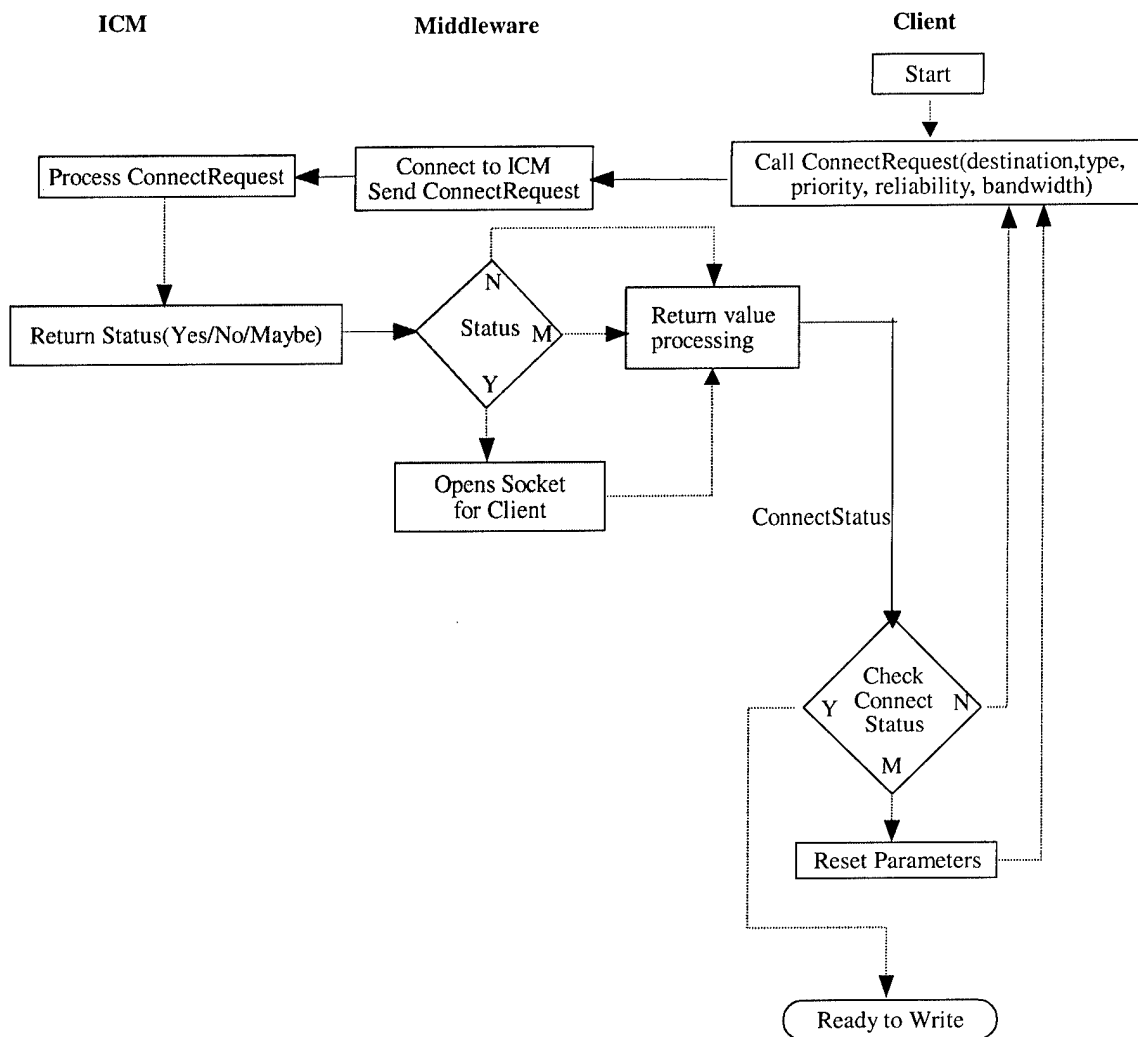 ICM
Middleware
Client
Start
Call ConnectRequest(destination,type,
priority, reliability, bandwidth)
Connect to ICM
Send ConnectRequest
Process ConnectRequest
Return Status(Yes/No/Maybe)
N
Status
M
Y
Return value
processing
Opens Socket
for Client
ConnectStatus
Check
Y
Connect
N
Status
M
Reset Parameters
Ready to Write